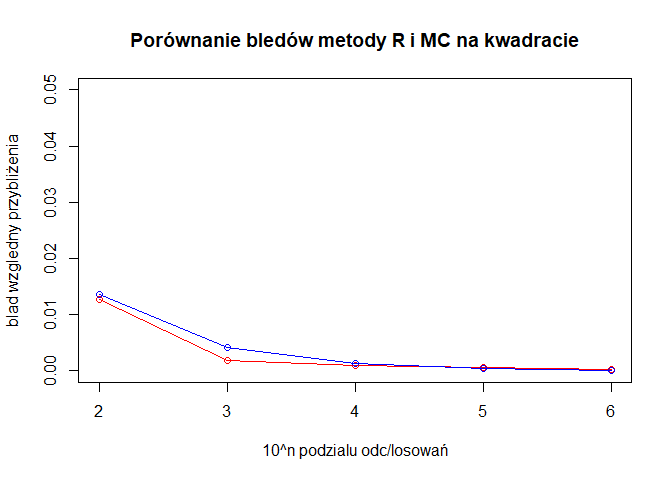 Porównanie bledów metody R i MC na kwadracie
blad wzgledny przybliżenia
0.05
0.04
0.03
0.02
0.01
0.00
2 3 4 5 6
10^n podzialu odc/losowań